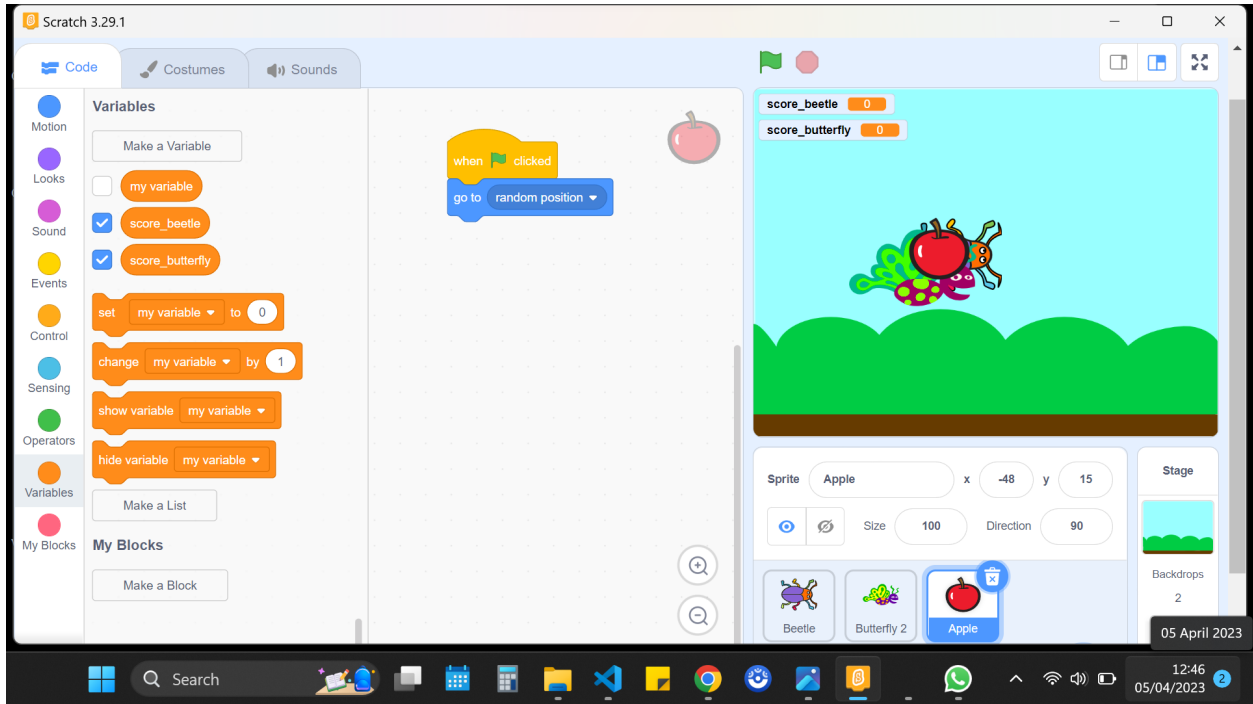 Scratch 3.29.1
Code
Costumes
Sounds
Motion
Looks
Sound
Events
Control
Sensing
Operators
Variables
My Blocks
Variables
Make a Variable
my variable
score_beetle
score_butterfly
set my variable to 0
change my variable by 1
show variable my variable
hide variable my variable
Make a List
My Blocks
Make a Block
when clicked
go to random position
score_beetle 0
score_butterfly 0
Sprite Apple x -48 y 15
Size 100 Direction 90
Beetle
Butterfly 2
Apple
Stage
Backdrops
2
05 April 2023
Search
12:46
05/04/2023
2